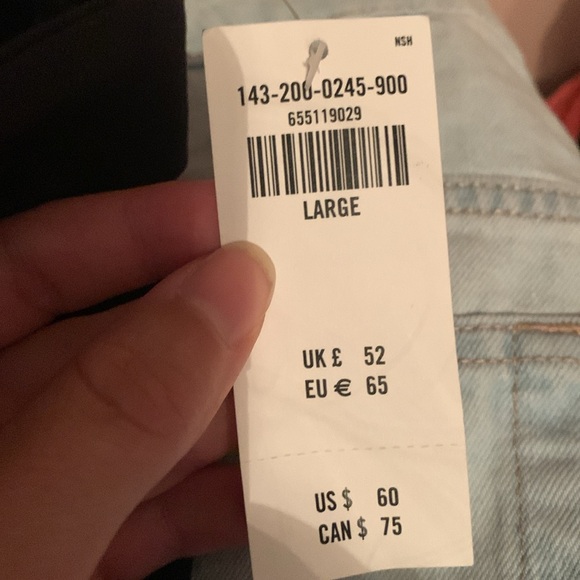 NSH
143-200-0245-900
655119029
LARGE
UK £ 52
EU € 65
US $ 60
CAN $ 75